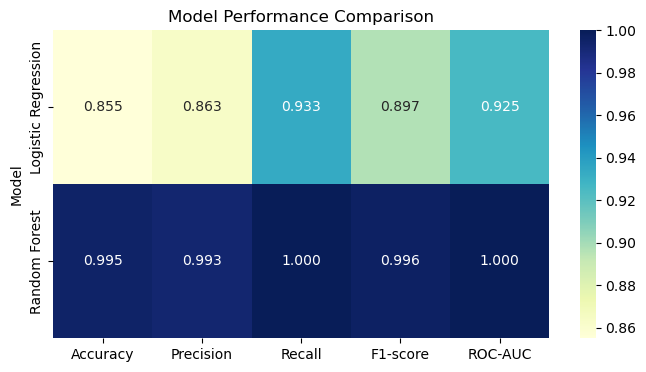 Model Performance Comparison
Model
Logistic Regression
0.855 0.863 0.933 0.897 0.925
Random Forest
0.995 0.993 1.000 0.996 1.000
Accuracy Precision Recall F1-score ROC-AUC
1.00
0.98
0.96
0.94
0.92
0.90
0.88
0.86